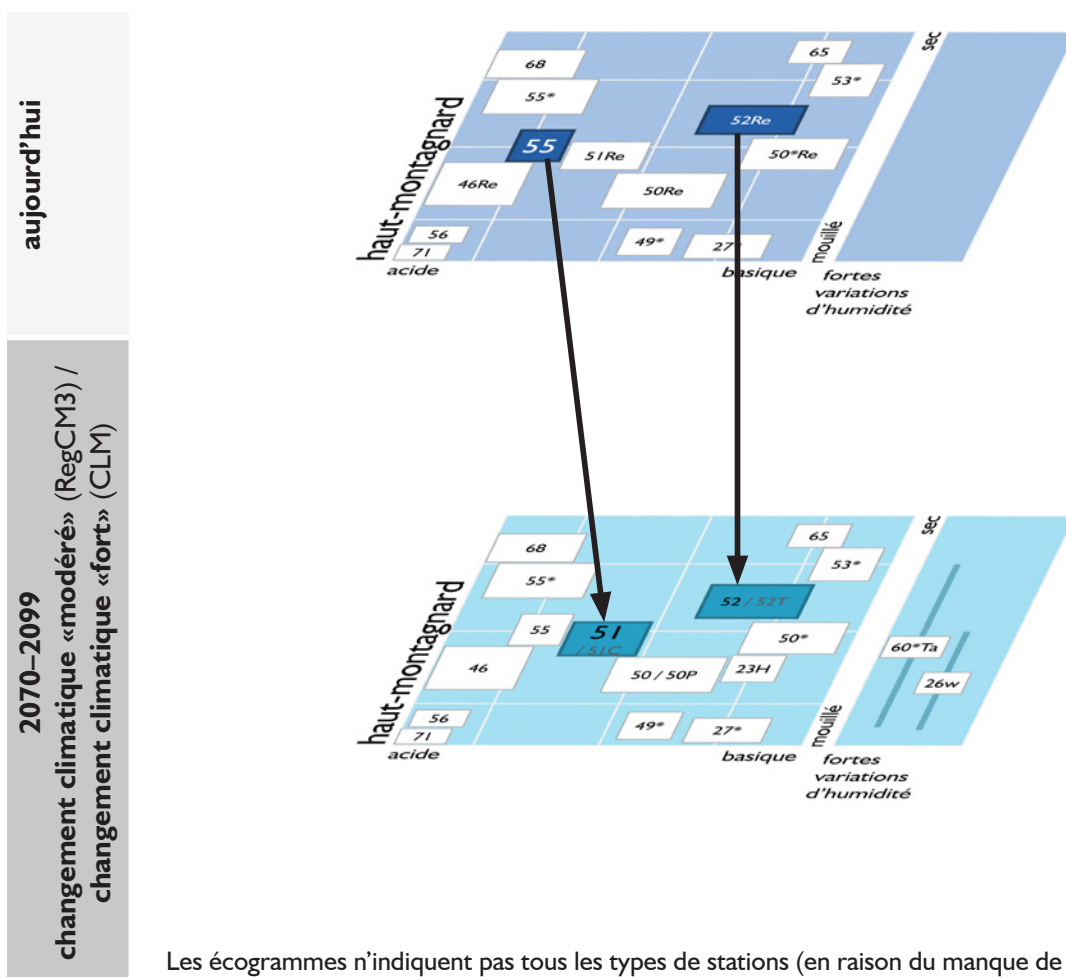 aujourd'hui
sec
65
68
53*
55*
haut-montagnard
52Re
55
51Re
50*Re
46Re
50Re
56
49*
27*
mouillé
71
acide
basique
fortes
variations
d'humidité
2070–2099
changement climatique «modéré» (RegCM3) /
changement climatique «fort» (CLM)
sec
65
68
53*
55*
haut-montagnard
52 / 52T
55
51
/ 51C
50*
60*Ta
46
50 / 50P
23H
26w
56
49*
27*
mouillé
71
acide
basique
fortes
variations
d'humidité
Les écogrammes n'indiquent pas tous les types de stations (en raison du manque de